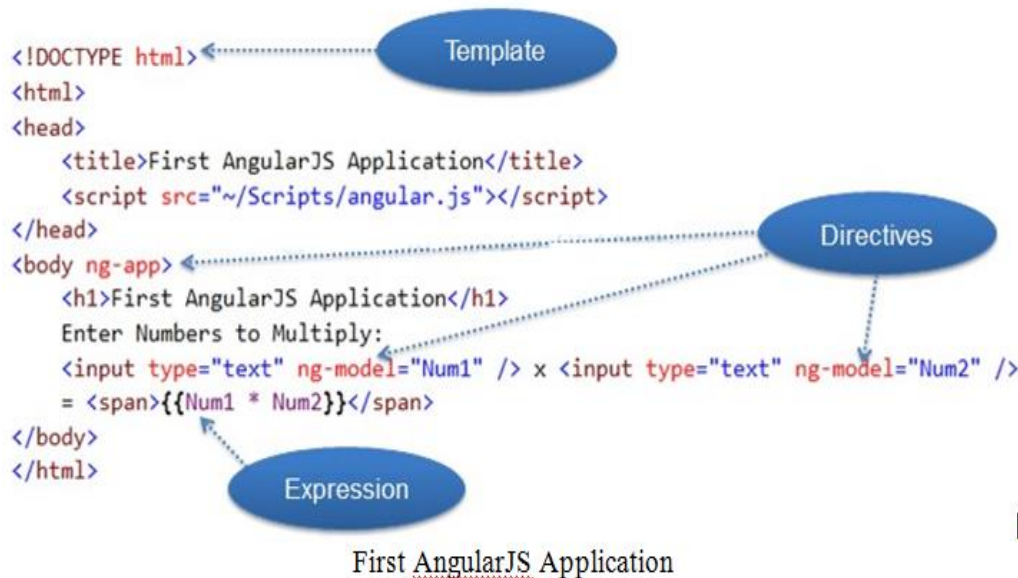 Template
<!DOCTYPE html>
<html>
<head>
<title>First AngularJS Application</title>
<script src="~/Scripts/angular.js"></script>
</head>
Directives
<body ng-app>
<h1>First AngularJS Application</h1>
Enter Numbers to Multiply:
<input type="text" ng-model="Num1" /> x <input type="text" ng-model="Num2" />
= <span>{{Num1 * Num2}}</span>
</body>
</html>
Expression
First AngularJS Application